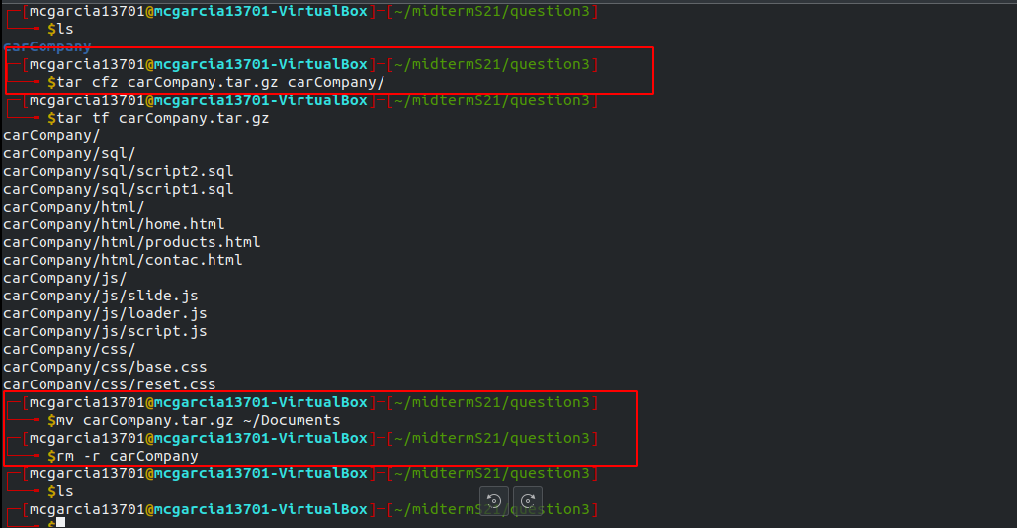 [mcgarcia13701@mcgarcia13701-VirtualBox]-[~/midtermS21/question3]
$ls
carCompany
[mcgarcia13701@mcgarcia13701-VirtualBox]-[~/midtermS21/question3]
$tar cfz carCompany.tar.gz carCompany/
[mcgarcia13701@mcgarcia13701-VirtualBox]-[~/midtermS21/question3]
$tar tf carCompany.tar.gz
carCompany/
carCompany/sql/
carCompany/sql/script2.sql
carCompany/sql/script1.sql
carCompany/html/
carCompany/html/home.html
carCompany/html/products.html
carCompany/html/contac.html
carCompany/js/
carCompany/js/slide.js
carCompany/js/loader.js
carCompany/js/script.js
carCompany/css/
carCompany/css/base.css
carCompany/css/reset.css
[mcgarcia13701@mcgarcia13701-VirtualBox]-[~/midtermS21/question3]
$mv carCompany.tar.gz ~/Documents
[mcgarcia13701@mcgarcia13701-VirtualBox]-[~/midtermS21/question3]
$rm -r carCompany
[mcgarcia13701@mcgarcia13701-VirtualBox]-[~/midtermS21/question3]
$ls
[mcgarcia13701@mcgarcia13701-VirtualBox]-[~/midtermS21/question3]
$